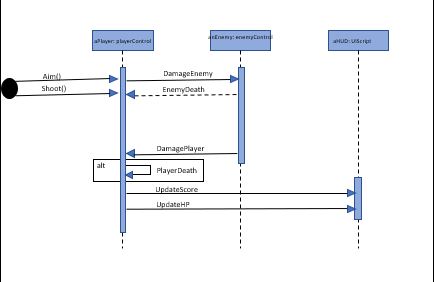 aPlayer: playerControl
anEnemy: enemyControl
aHUD: UIScript
Aim()
DamageEnemy
Shoot()
EnemyDeath
DamagePlayer
alt
PlayerDeath
UpdateScore
UpdateHP